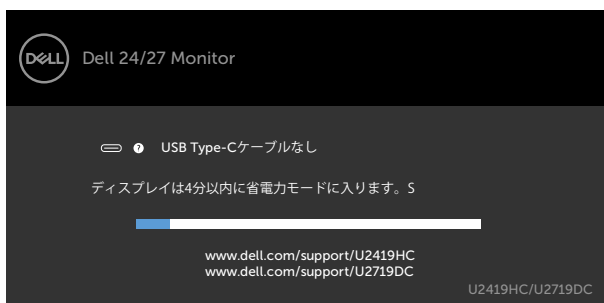 DELL
Dell 24/27 Monitor
? USB Type-Cケーブルなし
ディスプレイは4分以内に省電力モードに入ります。S
www.dell.com/support/U2419HC
www.dell.com/support/U2719DC
U2419HC/U2719DC